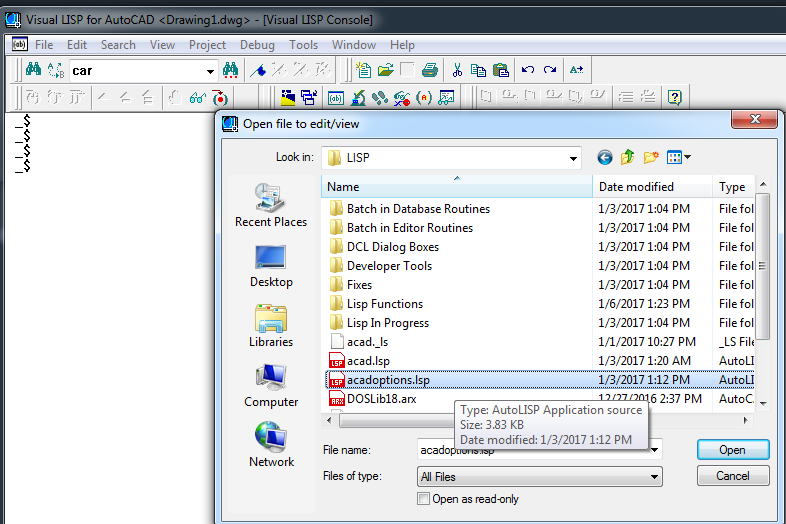 Visual LISP for AutoCAD <Drawing1.dwg> - [Visual LISP Console]
File Edit Search View Project Debug Tools Window Help
car
_$
_$
_$
_$
Open file to edit/view
Look in: LISP
Name Date modified Type
Recent Places
Desktop
Libraries
Computer
Network
Batch in Database Routines 1/3/2017 1:04 PM File fol
Batch in Editor Routines 1/3/2017 1:04 PM File fol
DCL Dialog Boxes 1/3/2017 1:04 PM File fol
Developer Tools 1/3/2017 1:04 PM File fol
Fixes 1/3/2017 1:04 PM File fol
Lisp Functions 1/6/2017 1:23 PM File fol
Lisp In Progress 1/3/2017 1:04 PM File fol
acad._ls 1/1/2017 10:27 PM _LS File
acad.lsp 1/3/2017 1:20 AM AutoLI
acadoptions.lsp 1/3/2017 1:12 PM AutoLI
DOSLib18.arx 12/27/2016 2:37 PM AutoC
Type: AutoLISP Application source
Size: 3.83 KB
Date modified: 1/3/2017 1:12 PM
File name: acadoptions.lsp
Open
Files of type: All Files
Cancel
Open as read-only